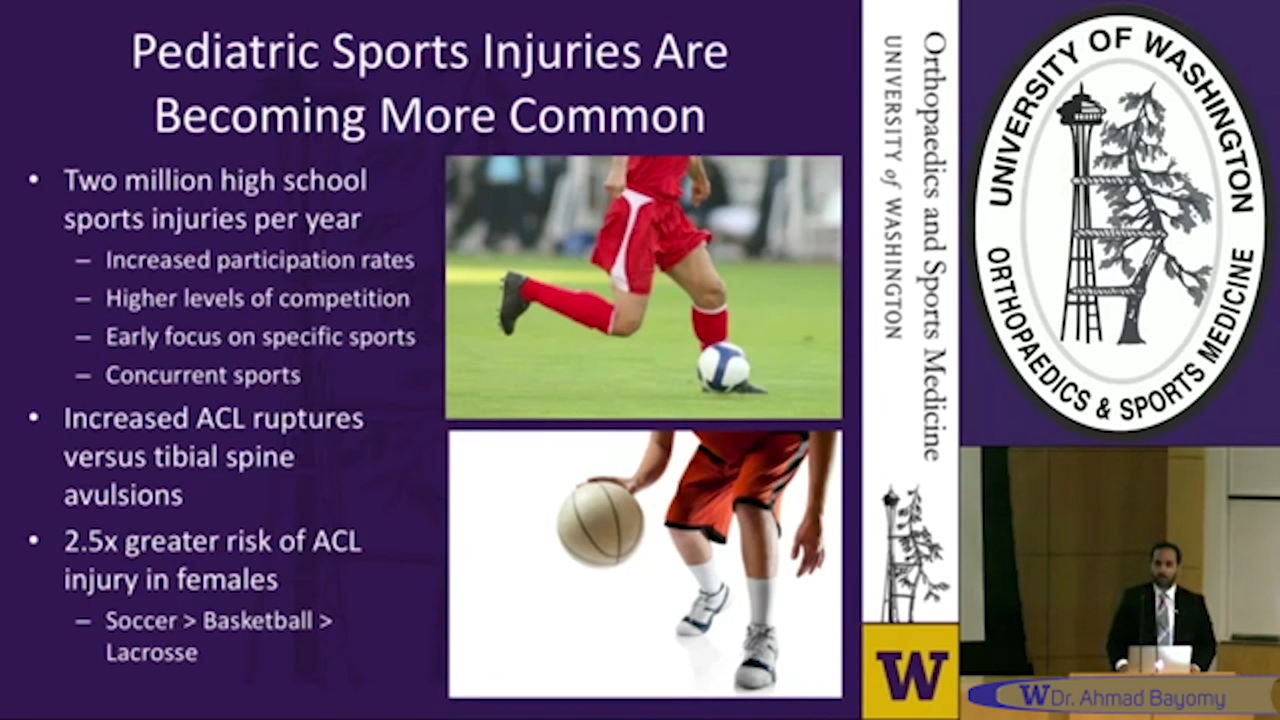 Pediatric Sports Injuries Are
Becoming More Common
• Two million high school
sports injuries per year
– Increased participation rates
– Higher levels of competition
– Early focus on specific sports
– Concurrent sports
• Increased ACL ruptures
versus tibial spine
avulsions
• 2.5x greater risk of ACL
injury in females
– Soccer > Basketball >
Lacrosse
Orthopaedics and Sports Medicine
UNIVERSITY of WASHINGTON
W
UNIVERSITY OF WASHINGTON
ORTHOPAEDICS & SPORTS MEDICINE
W Dr. Ahmad Bayomy